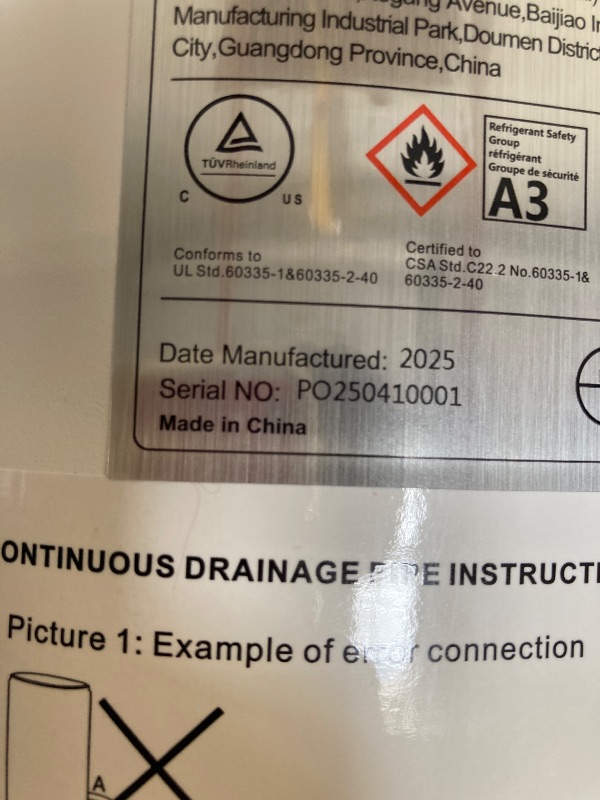 Avenue,Baijiao
Manufacturing Industrial Park,Doumen
City,Guangdong Province,China
TÜVRheinland
C US
Refrigerant Safety
Group
réfrigérant
Groupe de sécurité
A3
Conforms to
UL Std.60335-1&60335-2-40
Certified to
CSA Std.C22.2 No.60335-1&
60335-2-40
Date Manufactured: 2025
Serial NO: PO250410001
Made in China
ONTINUOUS DRAINAGE PIPE INSTRUCTI
Picture 1: Example of error connection
A